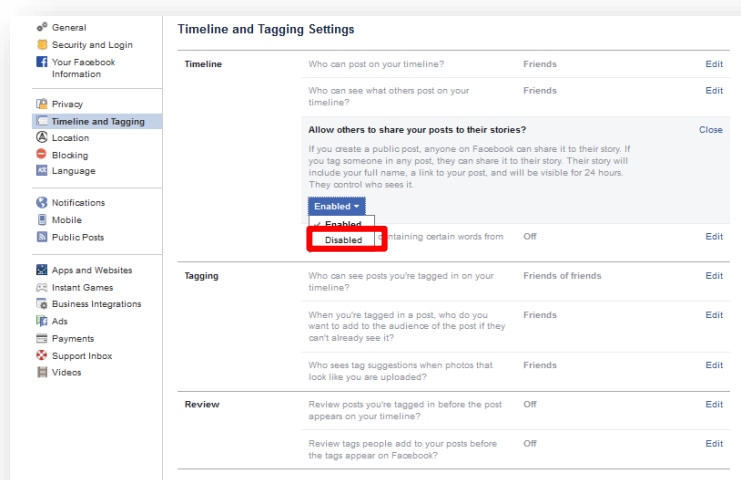 General
Security and Login
Your Facebook
Information
Privacy
Timeline and Tagging
Location
Blocking
Language
Notifications
Mobile
Public Posts
Apps and Websites
Instant Games
Business Integrations
Ads
Payments
Support Inbox
Videos
Timeline and Tagging Settings
Timeline
Who can post on your timeline?
Friends
Edit
Who can see what others post on your
timeline?
Friends
Edit
Allow others to share your posts to their stories?
Close
If you create a public post, anyone on Facebook can share it to their story. If
you tag someone in any post, they can share it to their story. Their story will
include your full name, a link to your post, and will be visible for 24 hours.
They control who sees it.
Enabled
Enabled
Disabled
containing certain words from
Off
Edit
Tagging
Who can see posts you're tagged in on your
timeline?
Friends of friends
Edit
When you're tagged in a post, who do you
want to add to the audience of the post if they
can't already see it?
Friends
Edit
Who sees tag suggestions when photos that
look like you are uploaded?
Friends
Edit
Review
Review posts you're tagged in before the post
appears on your timeline?
Off
Edit
Review tags people add to your posts before
the tags appear on Facebook?
Off
Edit